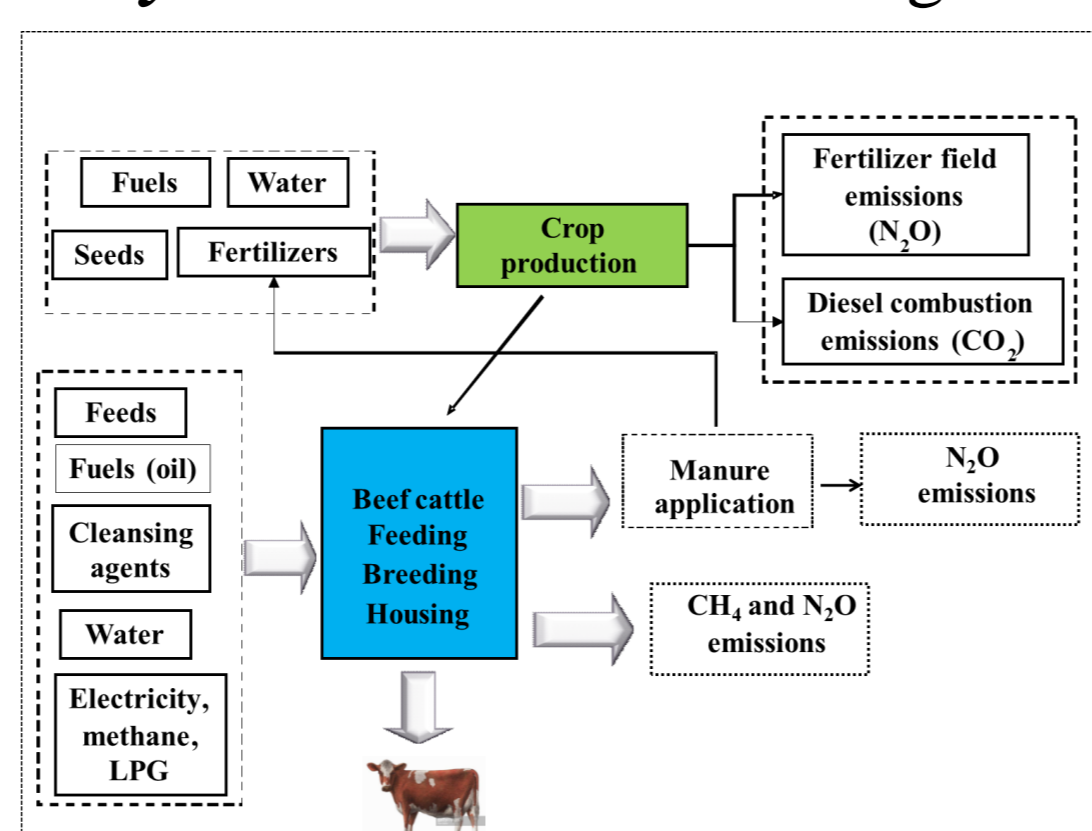 Fuels
Water
Seeds
Fertilizers
Crop
production
Fertilizer field
emissions
(N₂O)
Diesel combustion
emissions (CO₂)
Feeds
Fuels (oil)
Cleansing
agents
Water
Electricity,
methane,
LPG
Beef cattle
Feeding
Breeding
Housing
Manure
application
N₂O
emissions
CH₄ and N₂O
emissions